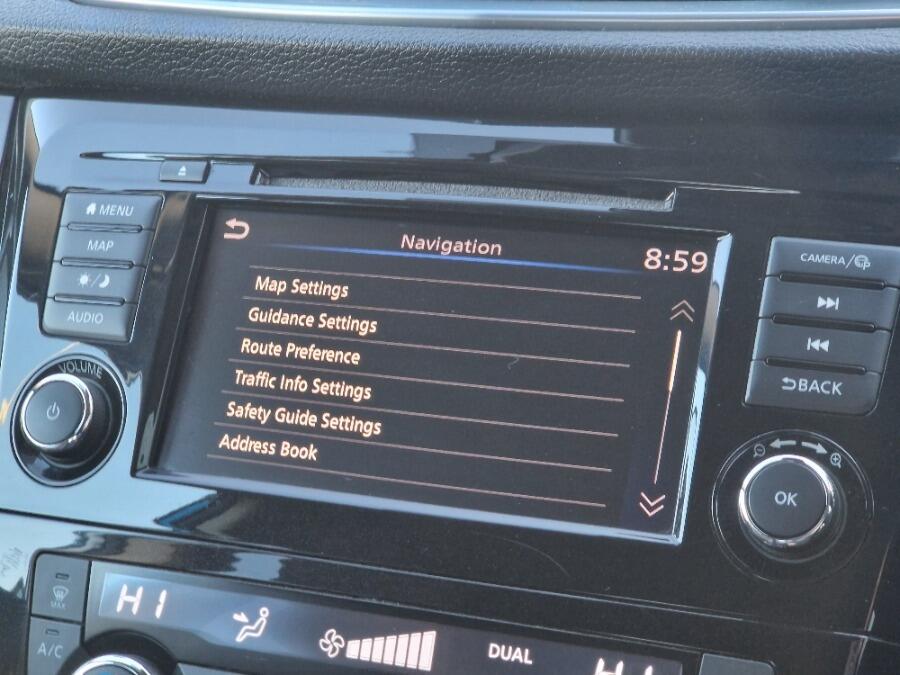 MENU
MAP
AUDIO
VOLUME
Navigation
8:59
Map Settings
Guidance Settings
Route Preference
Traffic Info Settings
Safety Guide Settings
Address Book
CAMERA/
BACK
OK
MAX
A/C
HI
DUAL
HI